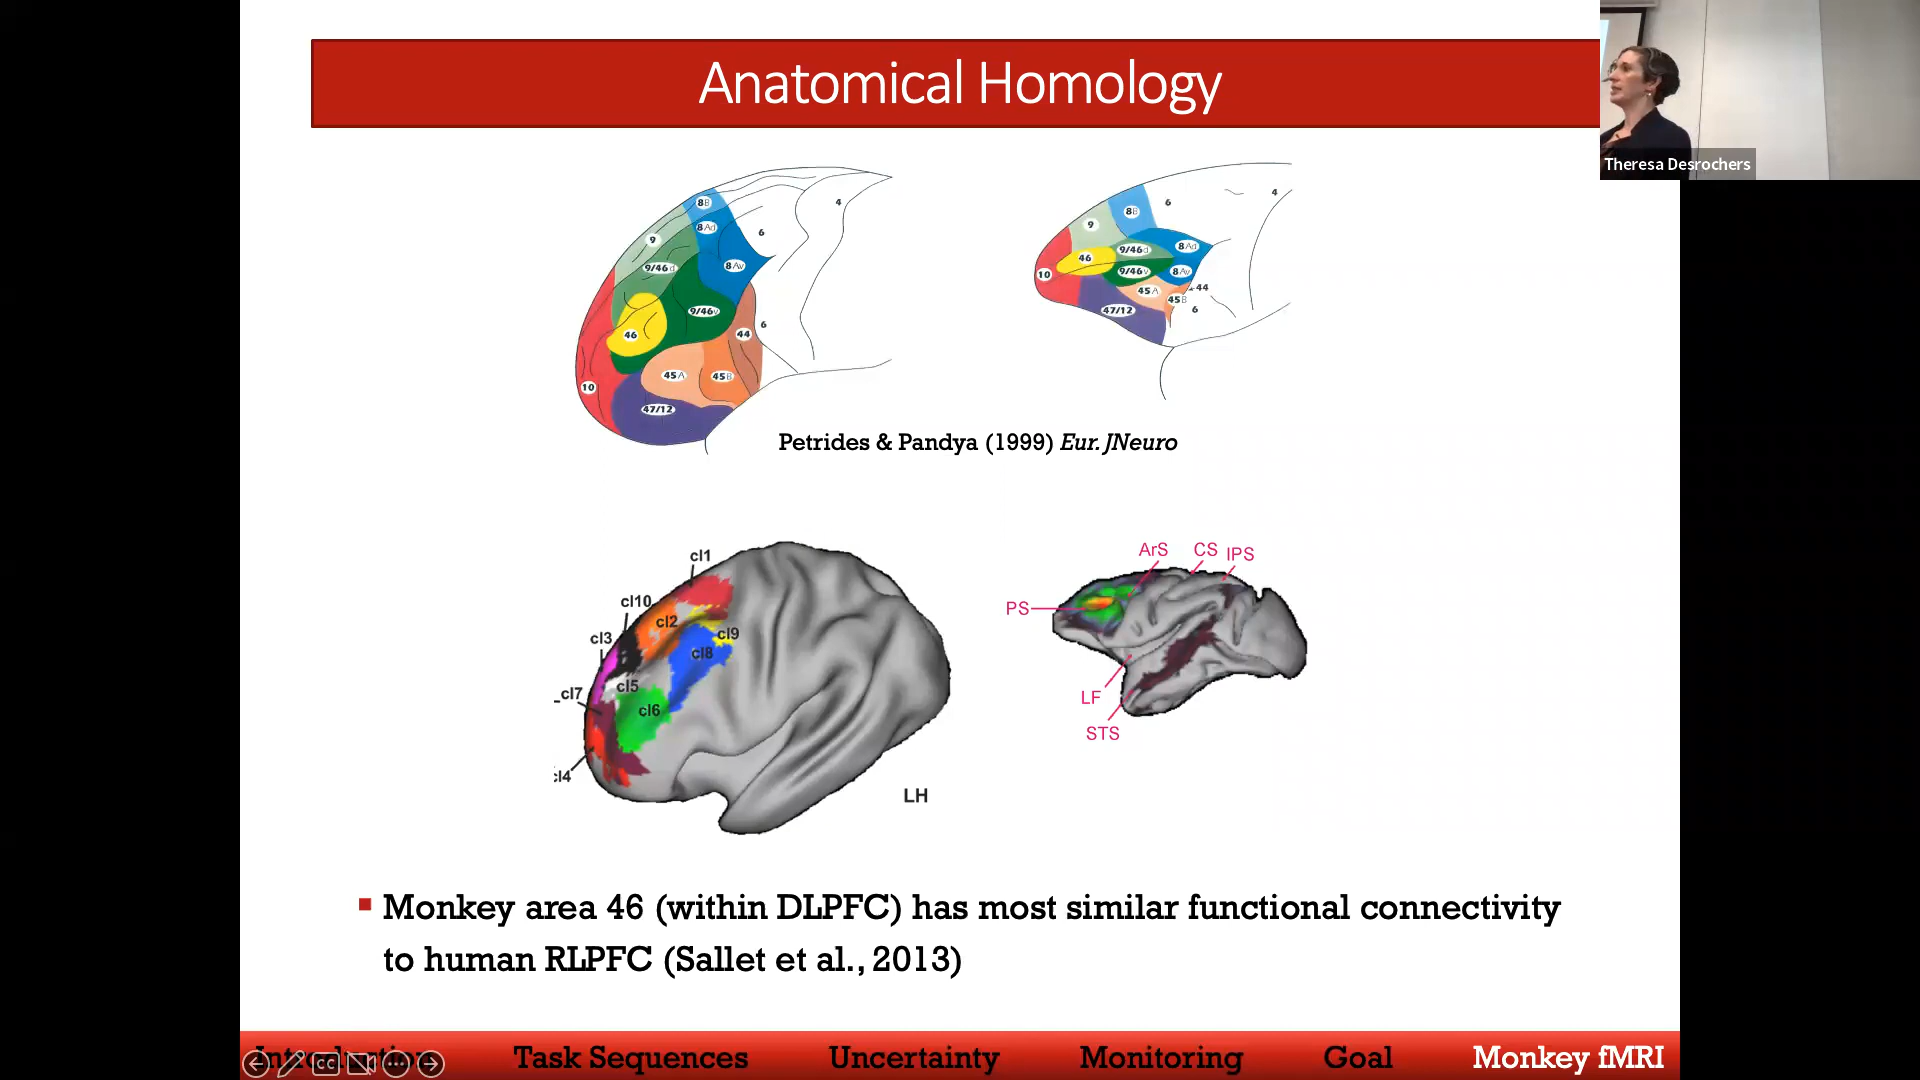 Anatomical Homology
Theresa Desrochers
8B
8Ad
9
6
4
9/46d
8Av
9/46v
46
44
6
10
45A
45B
47/12
4
6
8B
9
9/46d
8Ad
46
10
9/46v
8Av
45A
44
45B
6
47/12
Petrides & Pandya (1999) Eur. JNeuro
cl1
cl10
cl2
cl3
cl9
cl8
cl7
cl5
cl6
cl4
LH
ArS
CS
IPS
PS
LF
STS
Monkey area 46 (within DLPFC) has most similar functional connectivity
to human RLPFC (Sallet et al., 2013)
Introduction Task Sequences Uncertainty Monitoring Goal Monkey fMRI
CC